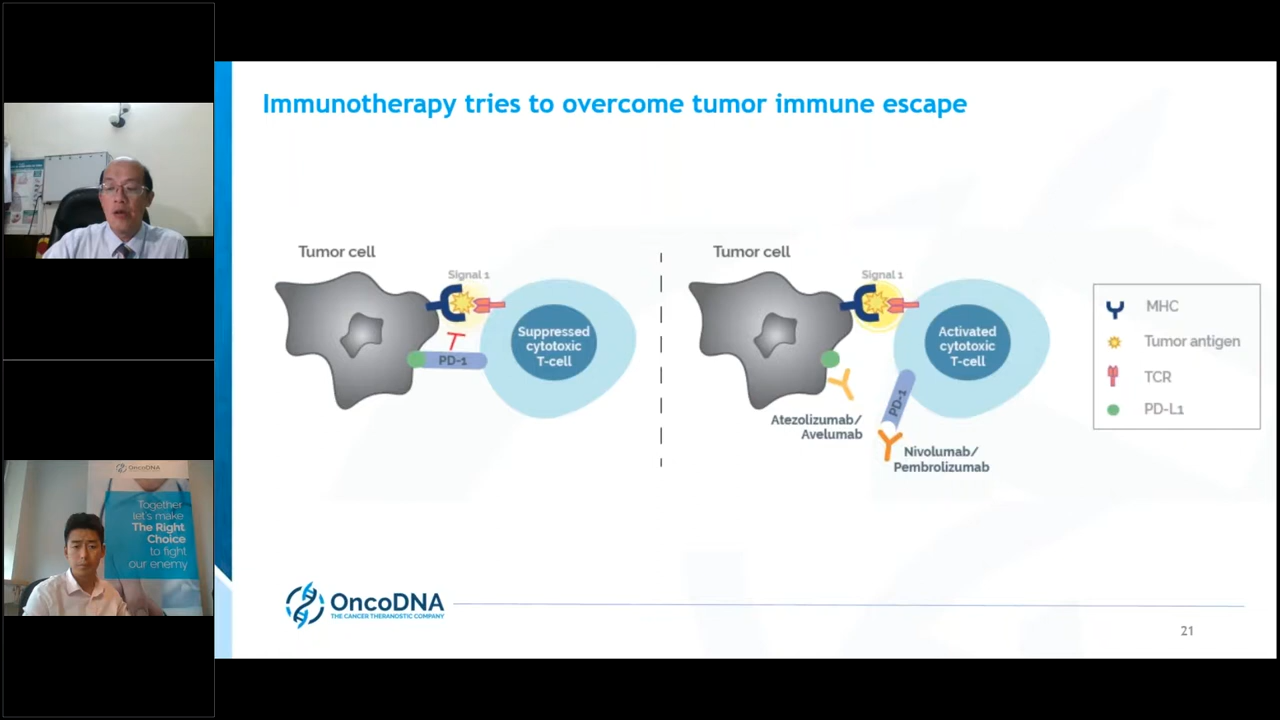 Immunotherapy tries to overcome tumor immune escape
Tumor cell
Signal 1
Suppressed
cytotoxic
T-cell
PD-1
Tumor cell
Signal 1
Activated
cytotoxic
T-cell
PD-1
Atezolizumab/
Avelumab
Nivolumab/
Pembrolizumab
MHC
Tumor antigen
TCR
PD-L1
OncoDNA
THE CANCER THERANOSTIC COMPANY
21
OncoDNA
Together
let's make
The Right
Choice
to fight
our enemy